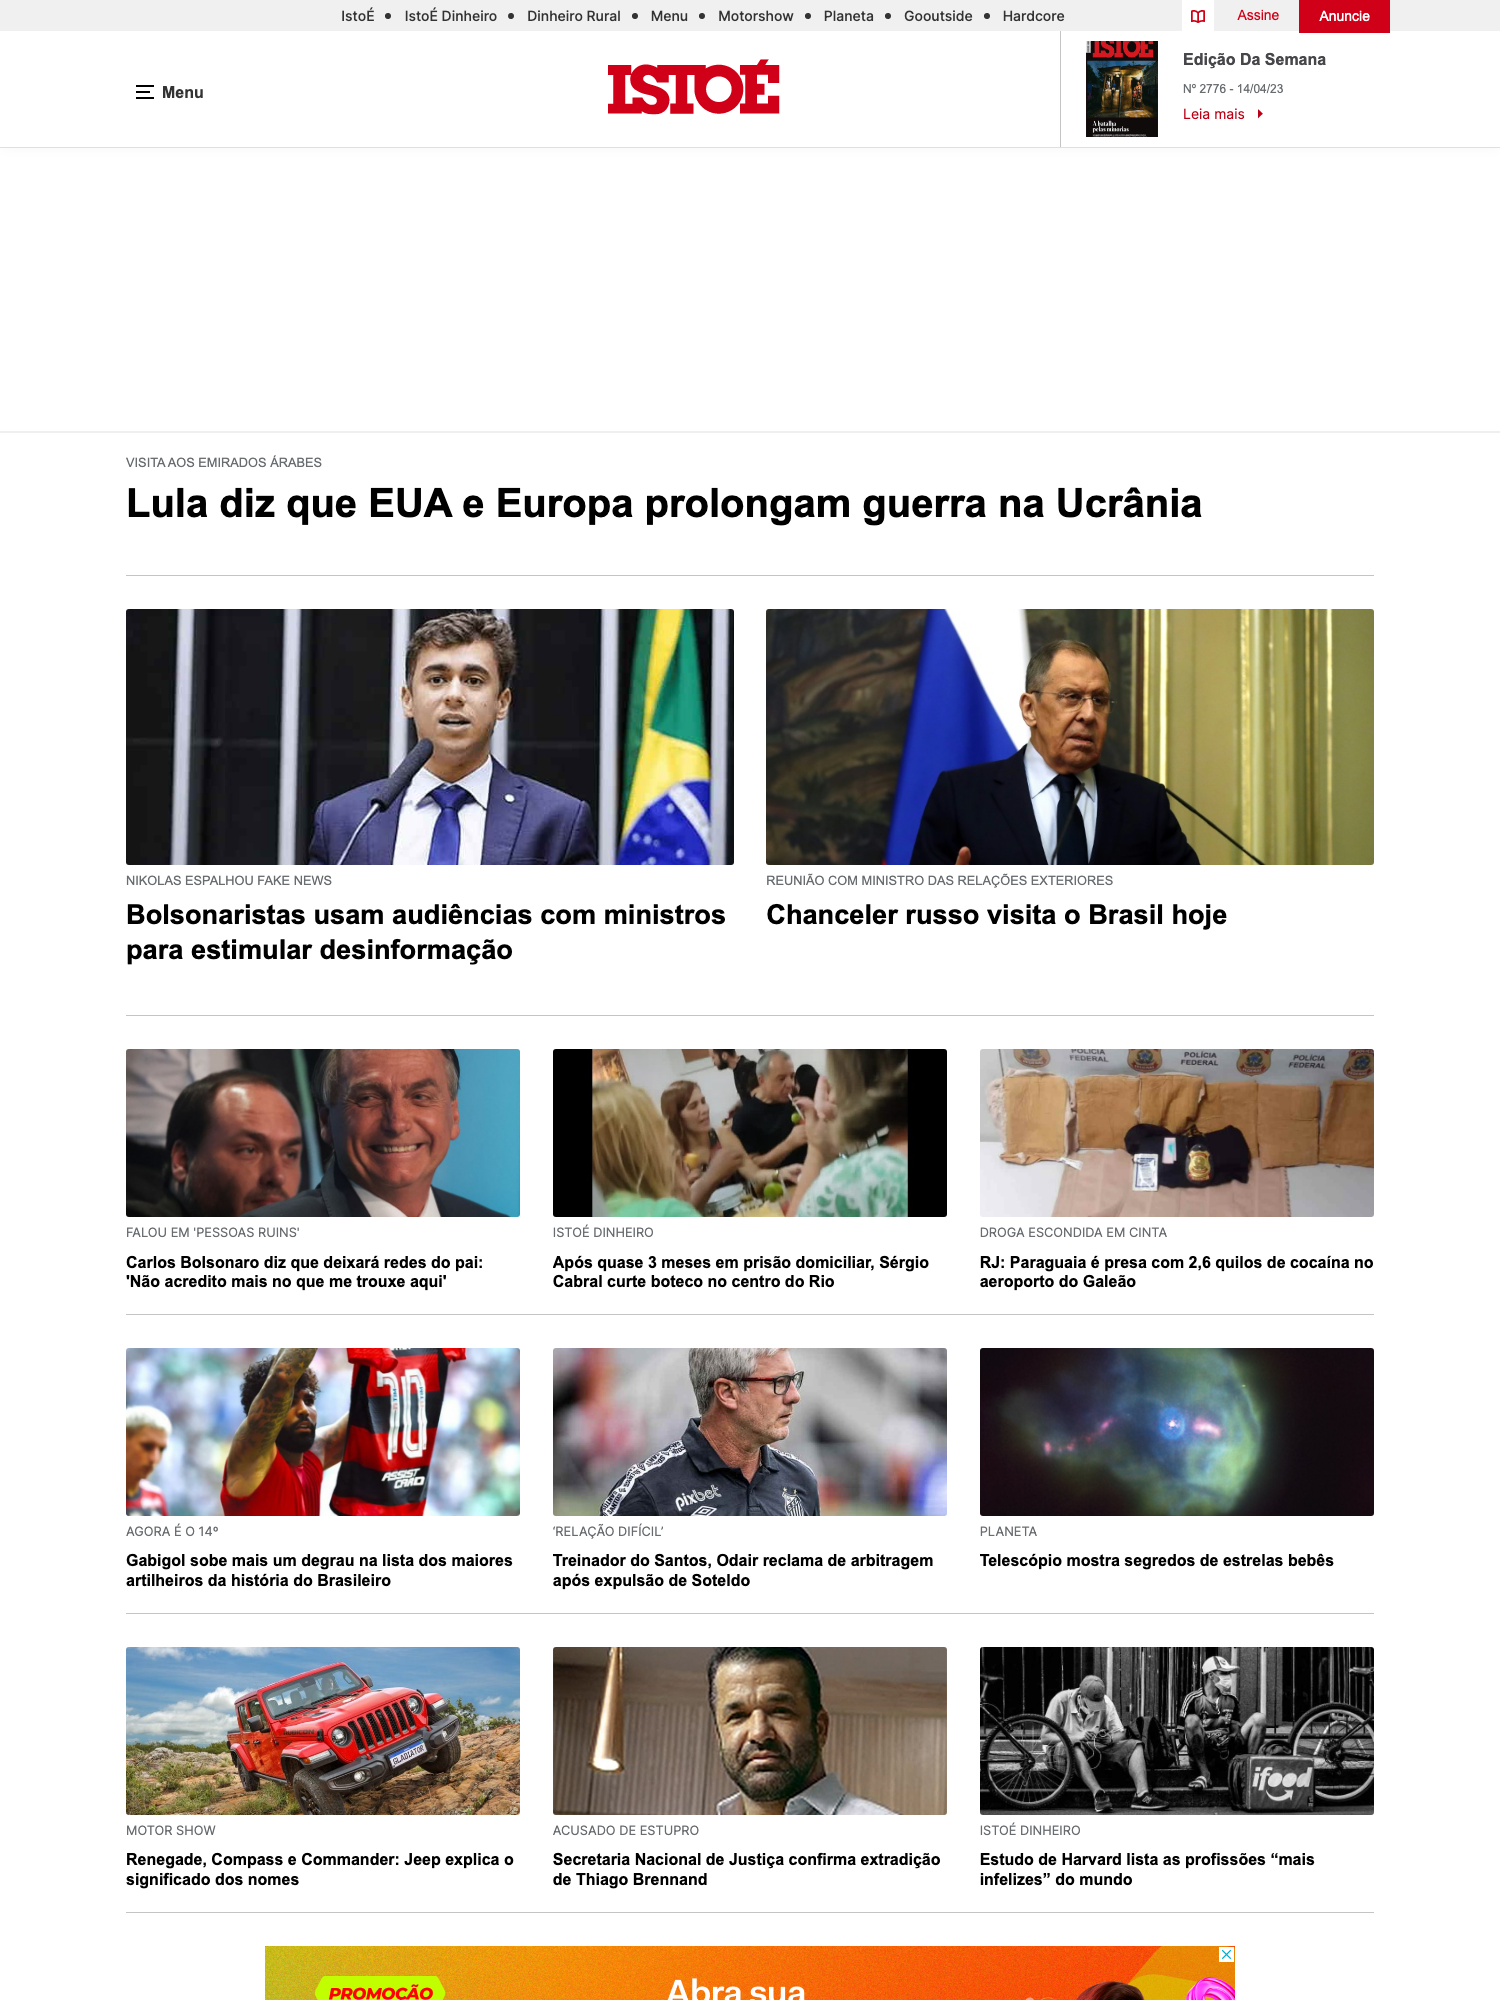 IstoÉ • IstoÉ Dinheiro • Dinheiro Rural • Menu • Motorshow • Planeta • Gooutside • Hardcore
Assine
Anuncie
Menu
ISTOÉ
ISTOÉ
A batalha
pelas minorias
Edição Da Semana
Nº 2776 - 14/04/23
Leia mais
VISITA AOS EMIRADOS ÁRABES
Lula diz que EUA e Europa prolongam guerra na Ucrânia
NIKOLAS ESPALHOU FAKE NEWS
Bolsonaristas usam audiências com ministros
para estimular desinformação
REUNIÃO COM MINISTRO DAS RELAÇÕES EXTERIORES
Chanceler russo visita o Brasil hoje
FALOU EM 'PESSOAS RUINS'
Carlos Bolsonaro diz que deixará redes do pai:
'Não acredito mais no que me trouxe aqui'
ISTOÉ DINHEIRO
Após quase 3 meses em prisão domiciliar, Sérgio
Cabral curte boteco no centro do Rio
POLÍCIA
FEDERAL
POLÍCIA
FEDERAL
POLÍCIA
FEDERAL
DROGA ESCONDIDA EM CINTA
RJ: Paraguaia é presa com 2,6 quilos de cocaína no
aeroporto do Galeão
10
ASSIST
CARD
AGORA É O 14º
Gabigol sobe mais um degrau na lista dos maiores
artilheiros da história do Brasileiro
pixbet
'RELAÇÃO DIFÍCIL'
Treinador do Santos, Odair reclama de arbitragem
após expulsão de Soteldo
PLANETA
Telescópio mostra segredos de estrelas bebês
GLADIATOR
MOTOR SHOW
Renegade, Compass e Commander: Jeep explica o
significado dos nomes
ACUSADO DE ESTUPRO
Secretaria Nacional de Justiça confirma extradição
de Thiago Brennand
ifood
ISTOÉ DINHEIRO
Estudo de Harvard lista as profissões “mais
infelizes” do mundo
PROMOÇÃO
Abra sua